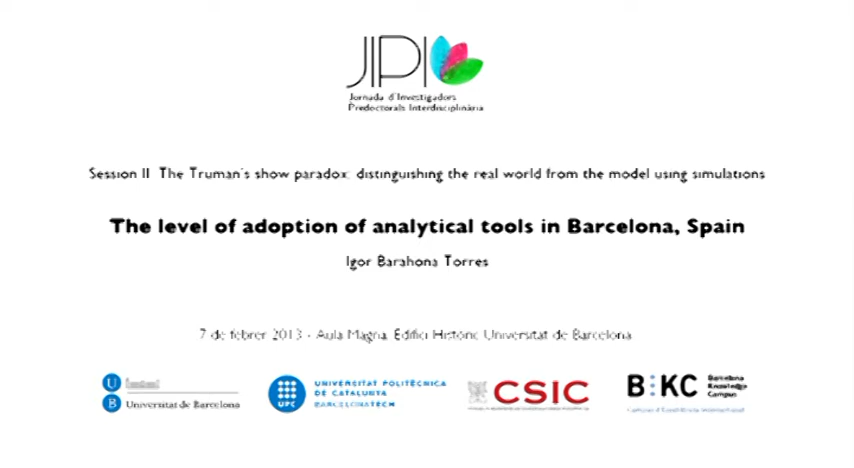 JIPI
Jornada d'Investigadors
Predoctorals Interdisciplinària
Session II The Truman's show paradox: distinguishing the real world from the model using simulations
The level of adoption of analytical tools in Barcelona, Spain
Igor Barahona Torres
7 de febrer 2013 - Aula Magna, Edifici Històric Universitat de Barcelona
U
B
Universitat de Barcelona
UPC
UNIVERSITAT POLITÈCNICA
DE CATALUNYA
BARCELONATECH
CSIC
B:KC
Barcelona
Knowledge
Campus